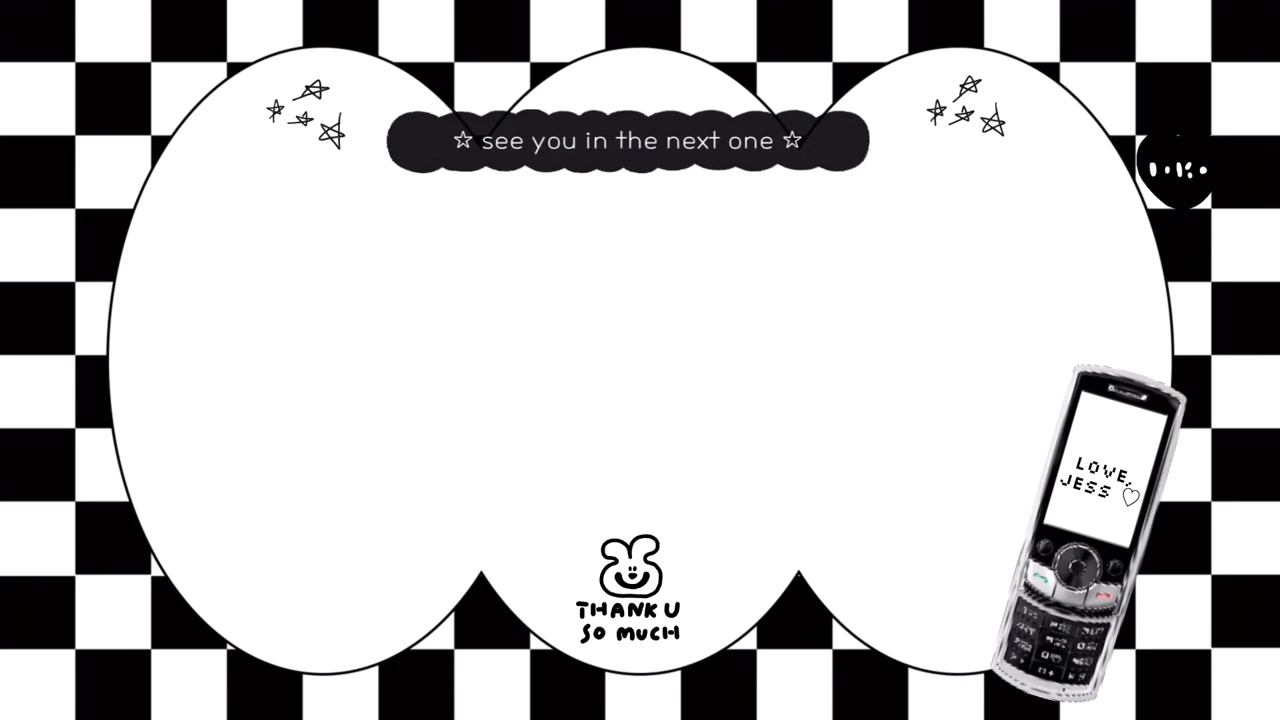 ☆ see you in the next one ☆
LOVE,
JESS ♡
THANK U
SO MUCH